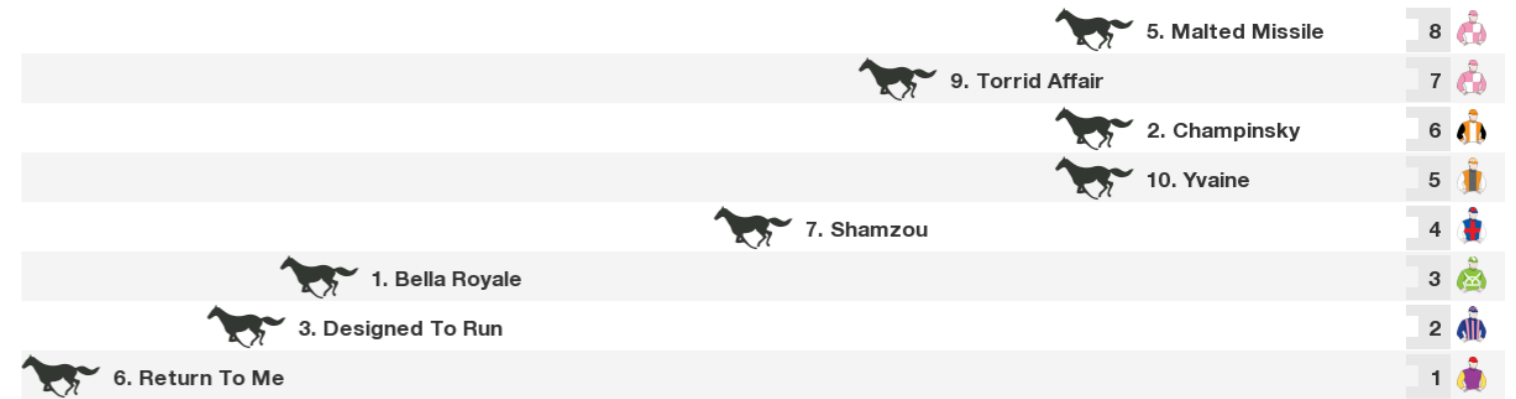 5. Malted Missile 8
9. Torrid Affair 7
2. Champinsky 6
10. Yvaine 5
7. Shamzou 4
1. Bella Royale 3
3. Designed To Run 2
6. Return To Me 1